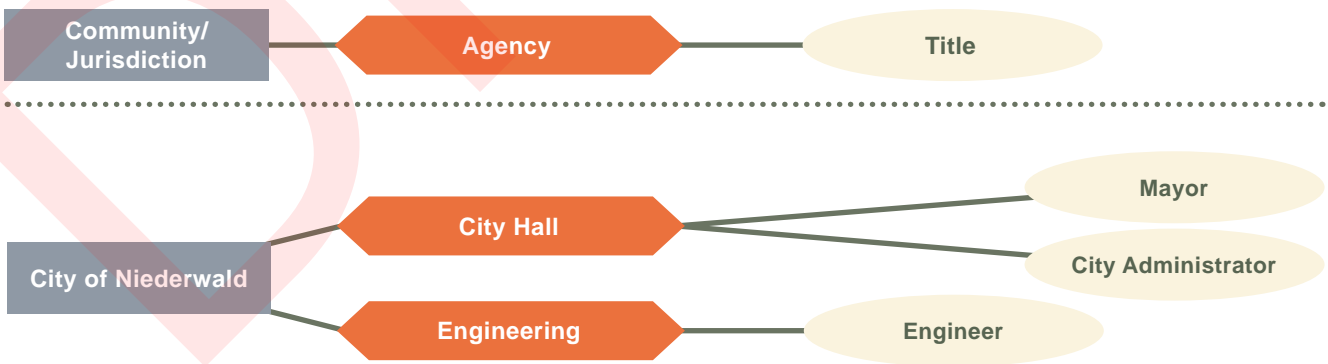 Community/
Jurisdiction
Agency
Title
City of Niederwald
City Hall
Mayor
City Administrator
Engineering
Engineer